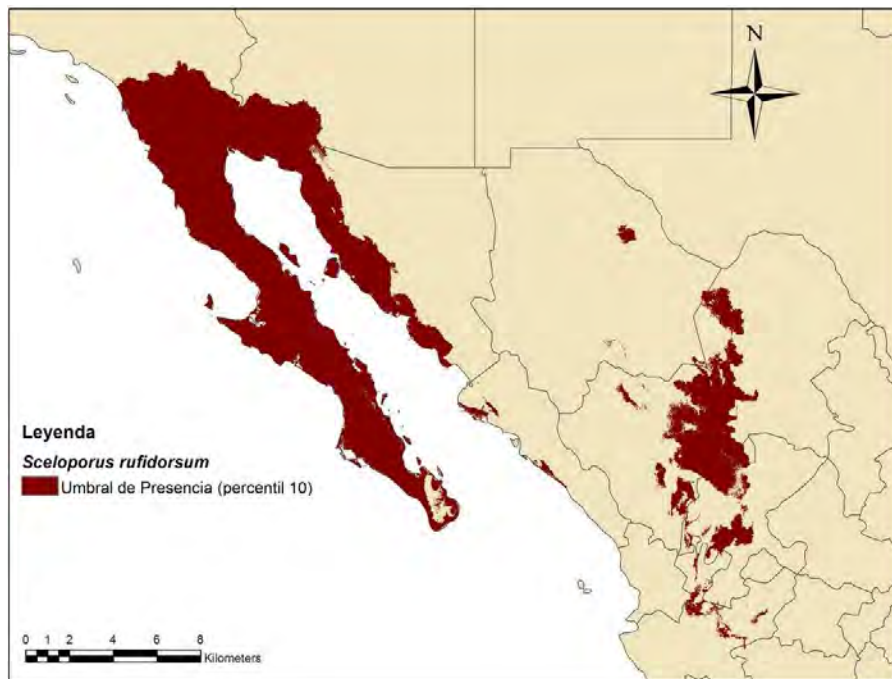 N
Leyenda
Sceloporus rufidorsum
Umbral de Presencia (percentil 10)
0 1 2 4 6 8
Kilometers